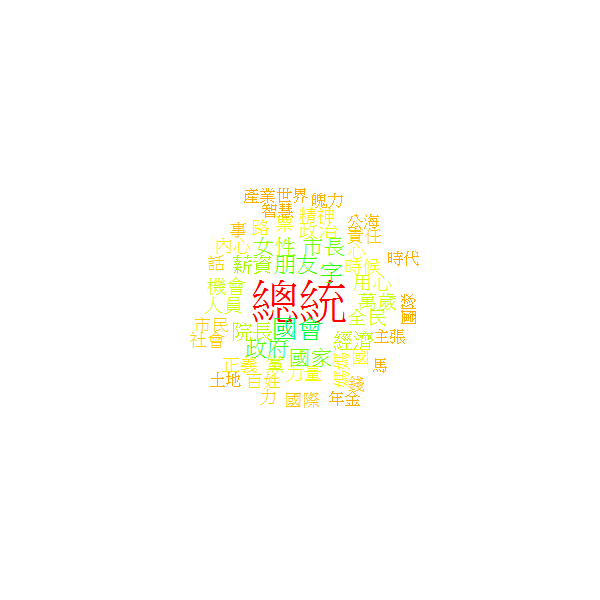 產業世界 魄力
智慧 精神
事 路 黨 政治 公海
責任
內心 女性 市長 心
時代
話 薪資 朋友 字 時候
機會 用心
總統
人員 萬歲
全民
市民 院長 國會
社會 經濟 主張
政府 國家
正義 力量 國 馬
土地 百姓 錢
力 國際 年金